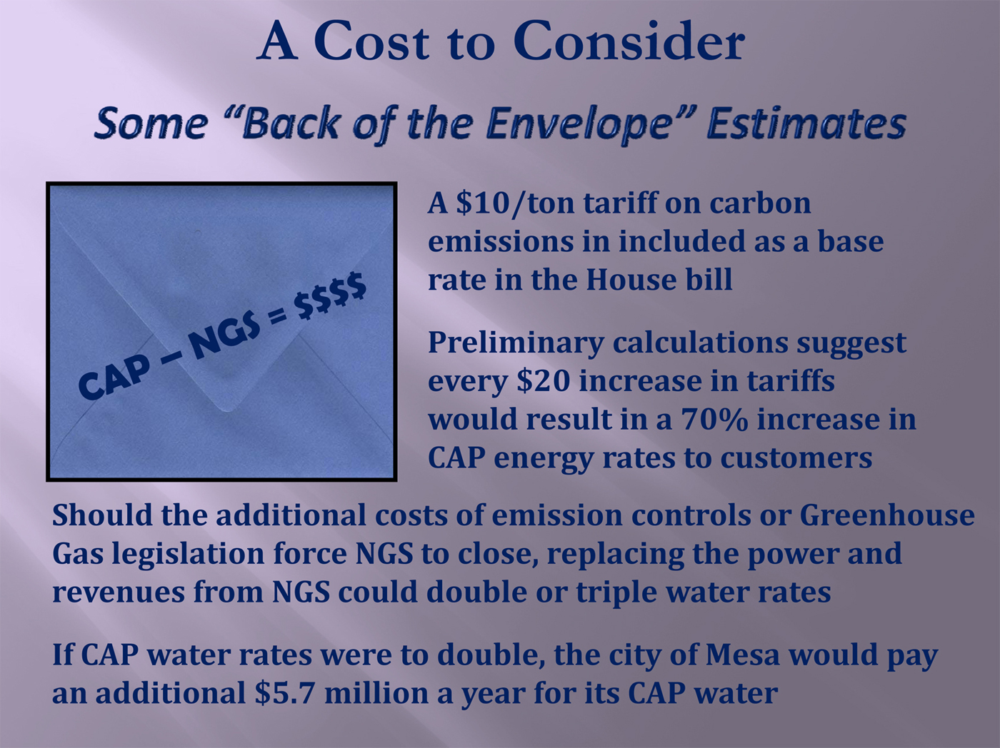 A Cost to Consider
Some “Back of the Envelope” Estimates
CAP – NGS = $$$$
A $10/ton tariff on carbon
emissions in included as a base
rate in the House bill
Preliminary calculations suggest
every $20 increase in tariffs
would result in a 70% increase in
CAP energy rates to customers
Should the additional costs of emission controls or Greenhouse
Gas legislation force NGS to close, replacing the power and
revenues from NGS could double or triple water rates
If CAP water rates were to double, the city of Mesa would pay
an additional $5.7 million a year for its CAP water